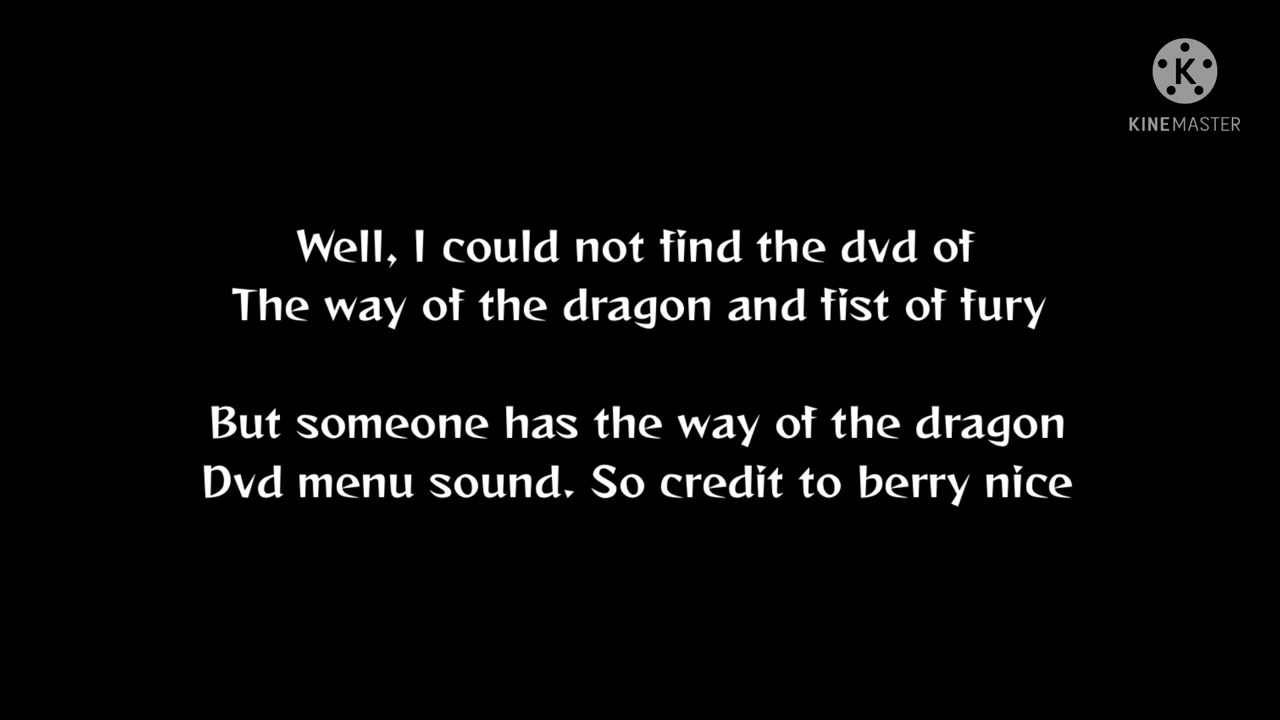 K
KINEMASTER
Well, I could not find the dvd of
The way of the dragon and fist of fury
But someone has the way of the dragon
Dvd menu sound. So credit to berry nice